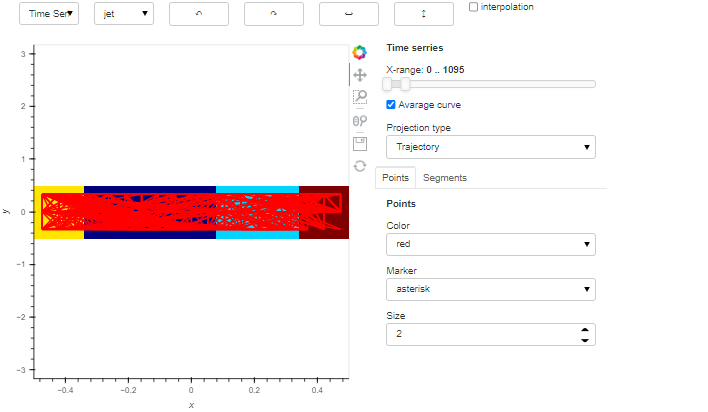 Time Ser
jet
interpolation
Time serries
X-range: 0 .. 1095
Avarage curve
Projection type
Trajectory
Points
Segments
Points
Color
red
Marker
asterisk
Size
2
3
2
1
0
−1
−2
−3
y
−0.4
−0.2
0
0.2
0.4
x